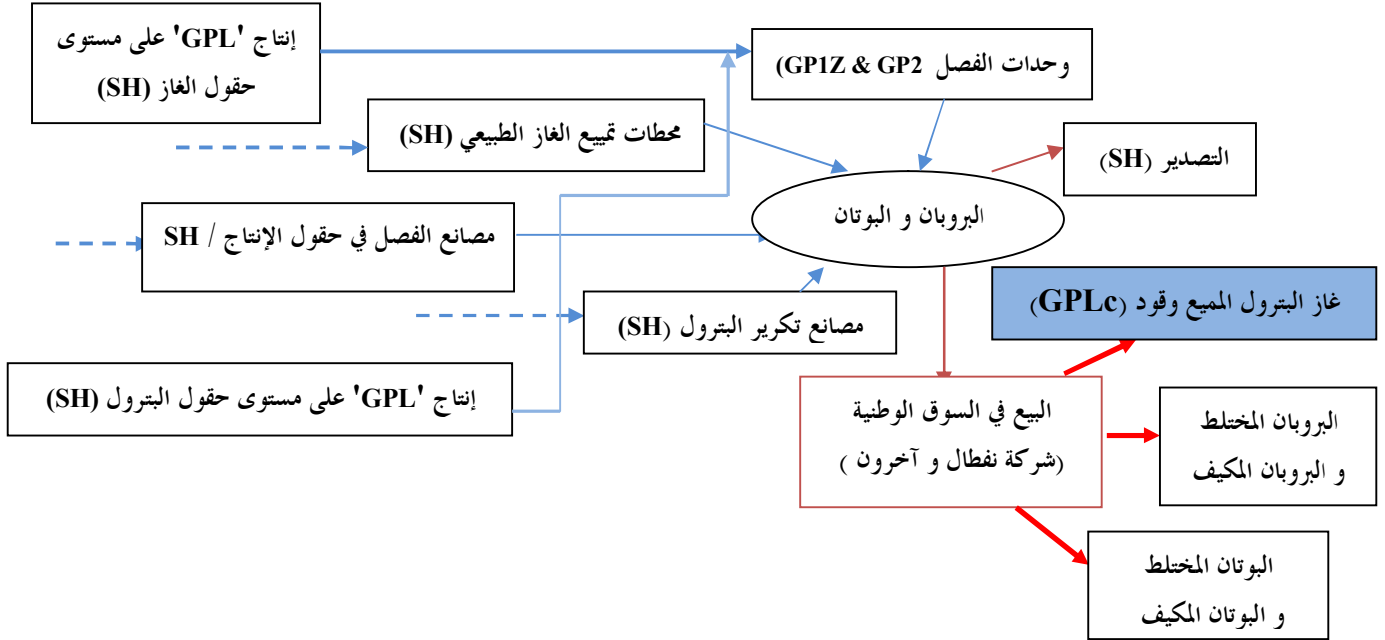 إنتاج 'GPL' على مستوى
حقول الغاز (SH)
وحدات الفصل GP1Z & GP2)
محطات تمييع الغاز الطبيعي (SH)
التصدير (SH)
البروبان و البوتان
مصانع الفصل في حقول الإنتاج / SH
غاز البترول المميع وقود (GPLc)
مصانع تكرير البترول (SH)
إنتاج 'GPL' على مستوى حقول البترول (SH)
البيع في السوق الوطنية
(شركة نفطال و آخرون )
البروبان المختلط
و البروبان المكيف
البوتان المختلط
و البوتان المكيف